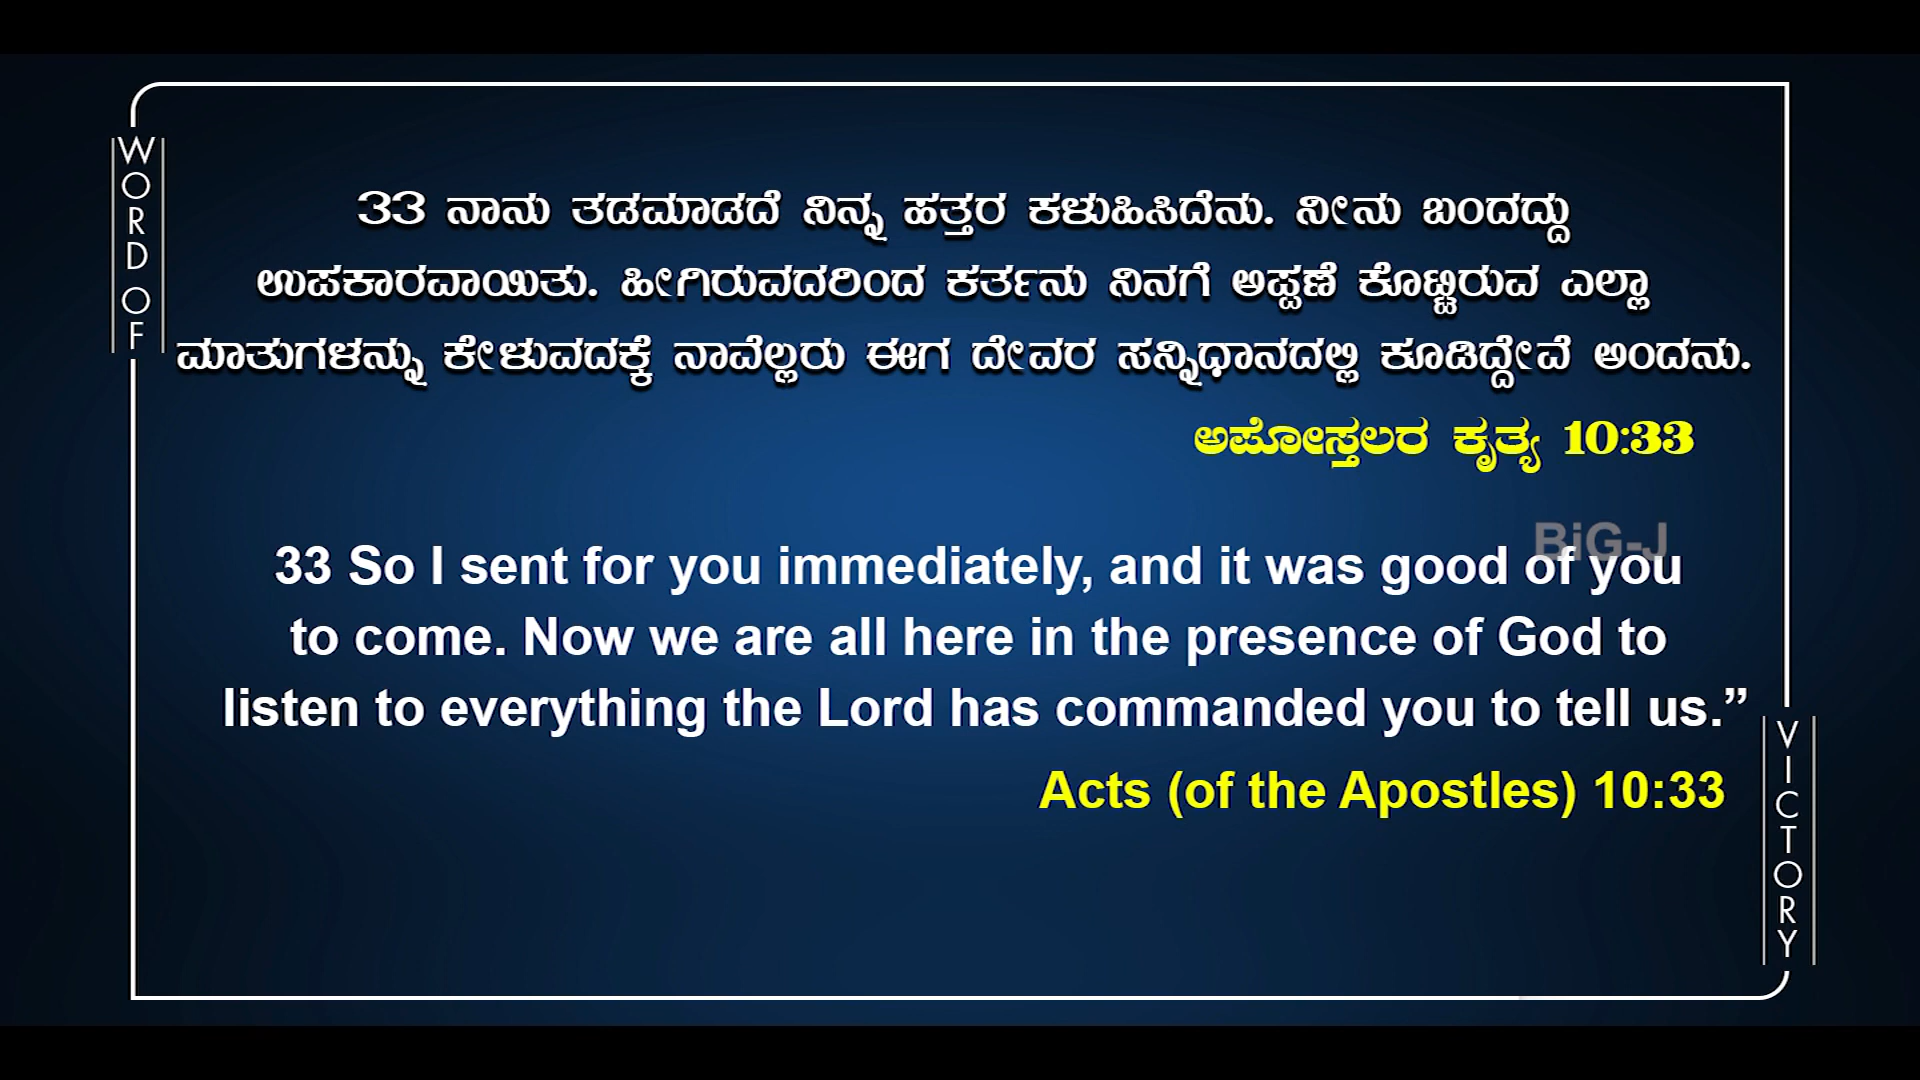 WORD OF
33 ನಾನು ತಡಮಾಡದೆ ನಿನ್ನ ಹತ್ತರ ಕಳುಹಿಸಿದೆನು. ನೀನು ಬಂದದ್ದು
ಉಪಕಾರವಾಯಿತು. ಹೀಗಿರುವದರಿಂದ ಕರ್ತನು ನಿನಗೆ ಅಪ್ಪಣೆ ಕೊಟ್ಟಿರುವ ಎಲ್ಲಾ
ಮಾತುಗಳನ್ನು ಕೇಳುವದಕ್ಕೆ ನಾವೆಲ್ಲರು ಈಗ ದೇವರ ಸನ್ನಿಧಾನದಲ್ಲಿ ಕೂಡಿದ್ದೇವೆ ಅಂದನು.
ಅಪೋಸ್ತಲರ ಕೃತ್ಯ 10:33
BiG-J
33 So I sent for you immediately, and it was good of you
to come. Now we are all here in the presence of God to
listen to everything the Lord has commanded you to tell us.”
Acts (of the Apostles) 10:33
VICTORY